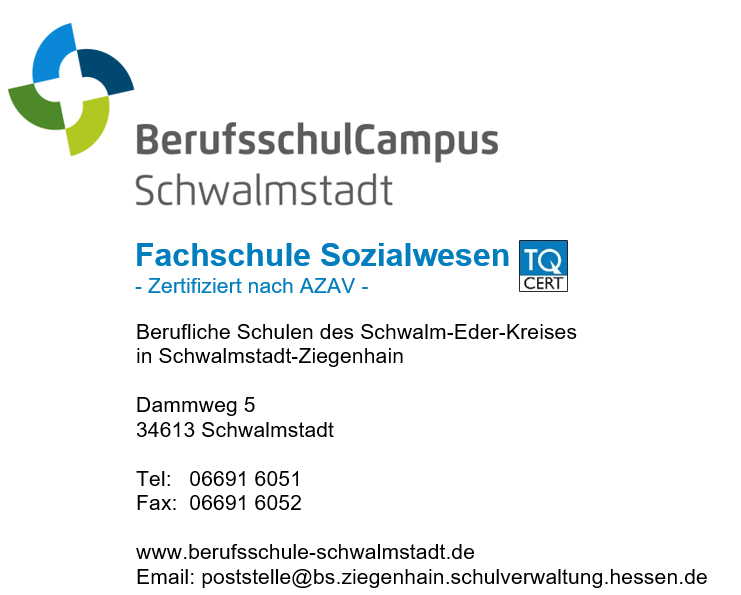 BerufsschulCampus
Schwalmstadt
Fachschule Sozialwesen
TQ
CERT
- Zertifiziert nach AZAV -
Berufliche Schulen des Schwalm-Eder-Kreises
in Schwalmstadt-Ziegenhain
Dammweg 5
34613 Schwalmstadt
Tel: 06691 6051
Fax: 06691 6052
www.berufsschule-schwalmstadt.de
Email: poststelle@bs.ziegenhain.schulverwaltung.hessen.de